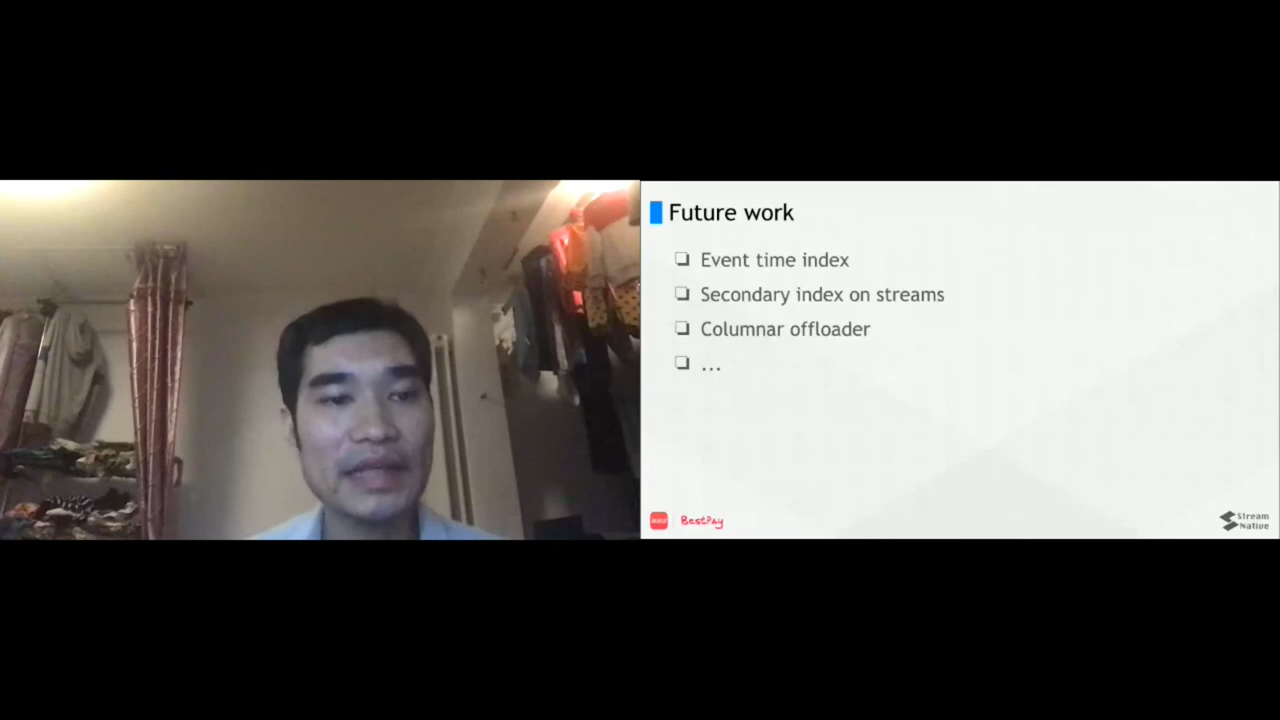 Future work
Event time index
Secondary index on streams
Columnar offloader
...
BestPay
Stream
Native